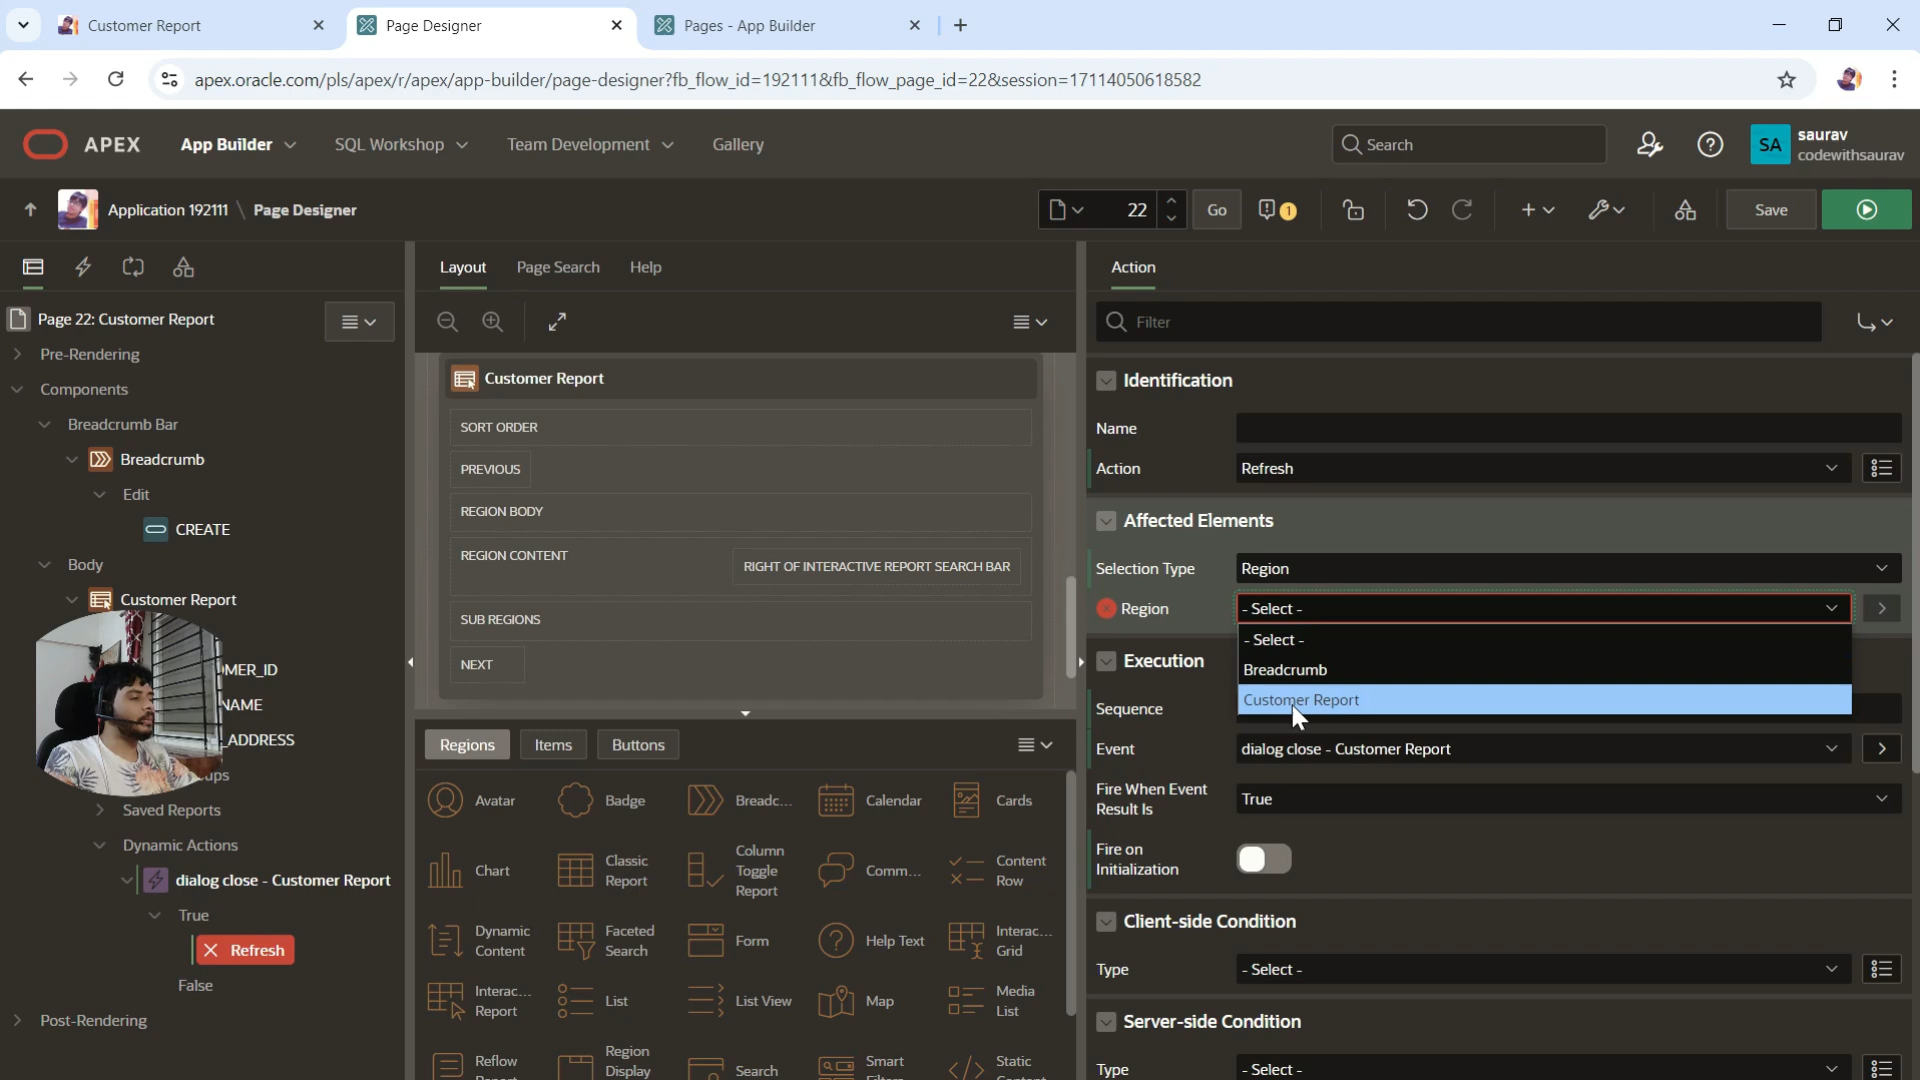 Customer Report
Page Designer
Pages - App Builder
apex.oracle.com/pls/apex/r/apex/app-builder/page-designer?fb_flow_id=192111&fb_flow_page_id=22&session=17114050618582
APEX
App Builder
SQL Workshop
Team Development
Gallery
Search
SA
saurav
codewithsaurav
Application 192111 \ Page Designer
22
Go
1
Save
Page 22: Customer Report
Pre-Rendering
Components
Breadcrumb Bar
Breadcrumb
Edit
CREATE
Body
Customer Report
MER_ID
NAME
_ADDRESS
ups
Saved Reports
Dynamic Actions
dialog close - Customer Report
True
Refresh
False
Post-Rendering
Layout
Page Search
Help
Customer Report
SORT ORDER
PREVIOUS
REGION BODY
REGION CONTENT
RIGHT OF INTERACTIVE REPORT SEARCH BAR
SUB REGIONS
NEXT
Regions
Items
Buttons
Avatar
Badge
Breadc...
Calendar
Cards
Chart
Classic
Report
Column
Toggle
Report
Comm...
Content
Row
Dynamic
Content
Faceted
Search
Form
Help Text
Interac...
Grid
Interac...
Report
List
List View
Map
Media
List
Reflow
Region
Display
Search
Smart
Static
Action
Filter
Identification
Name
Action
Refresh
Affected Elements
Selection Type
Region
Region
- Select -
- Select -
Breadcrumb
Customer Report
Execution
Sequence
Event
dialog close - Customer Report
Fire When Event
Result Is
True
Fire on
Initialization
Client-side Condition
Type
- Select -
Server-side Condition
Type
- Select -